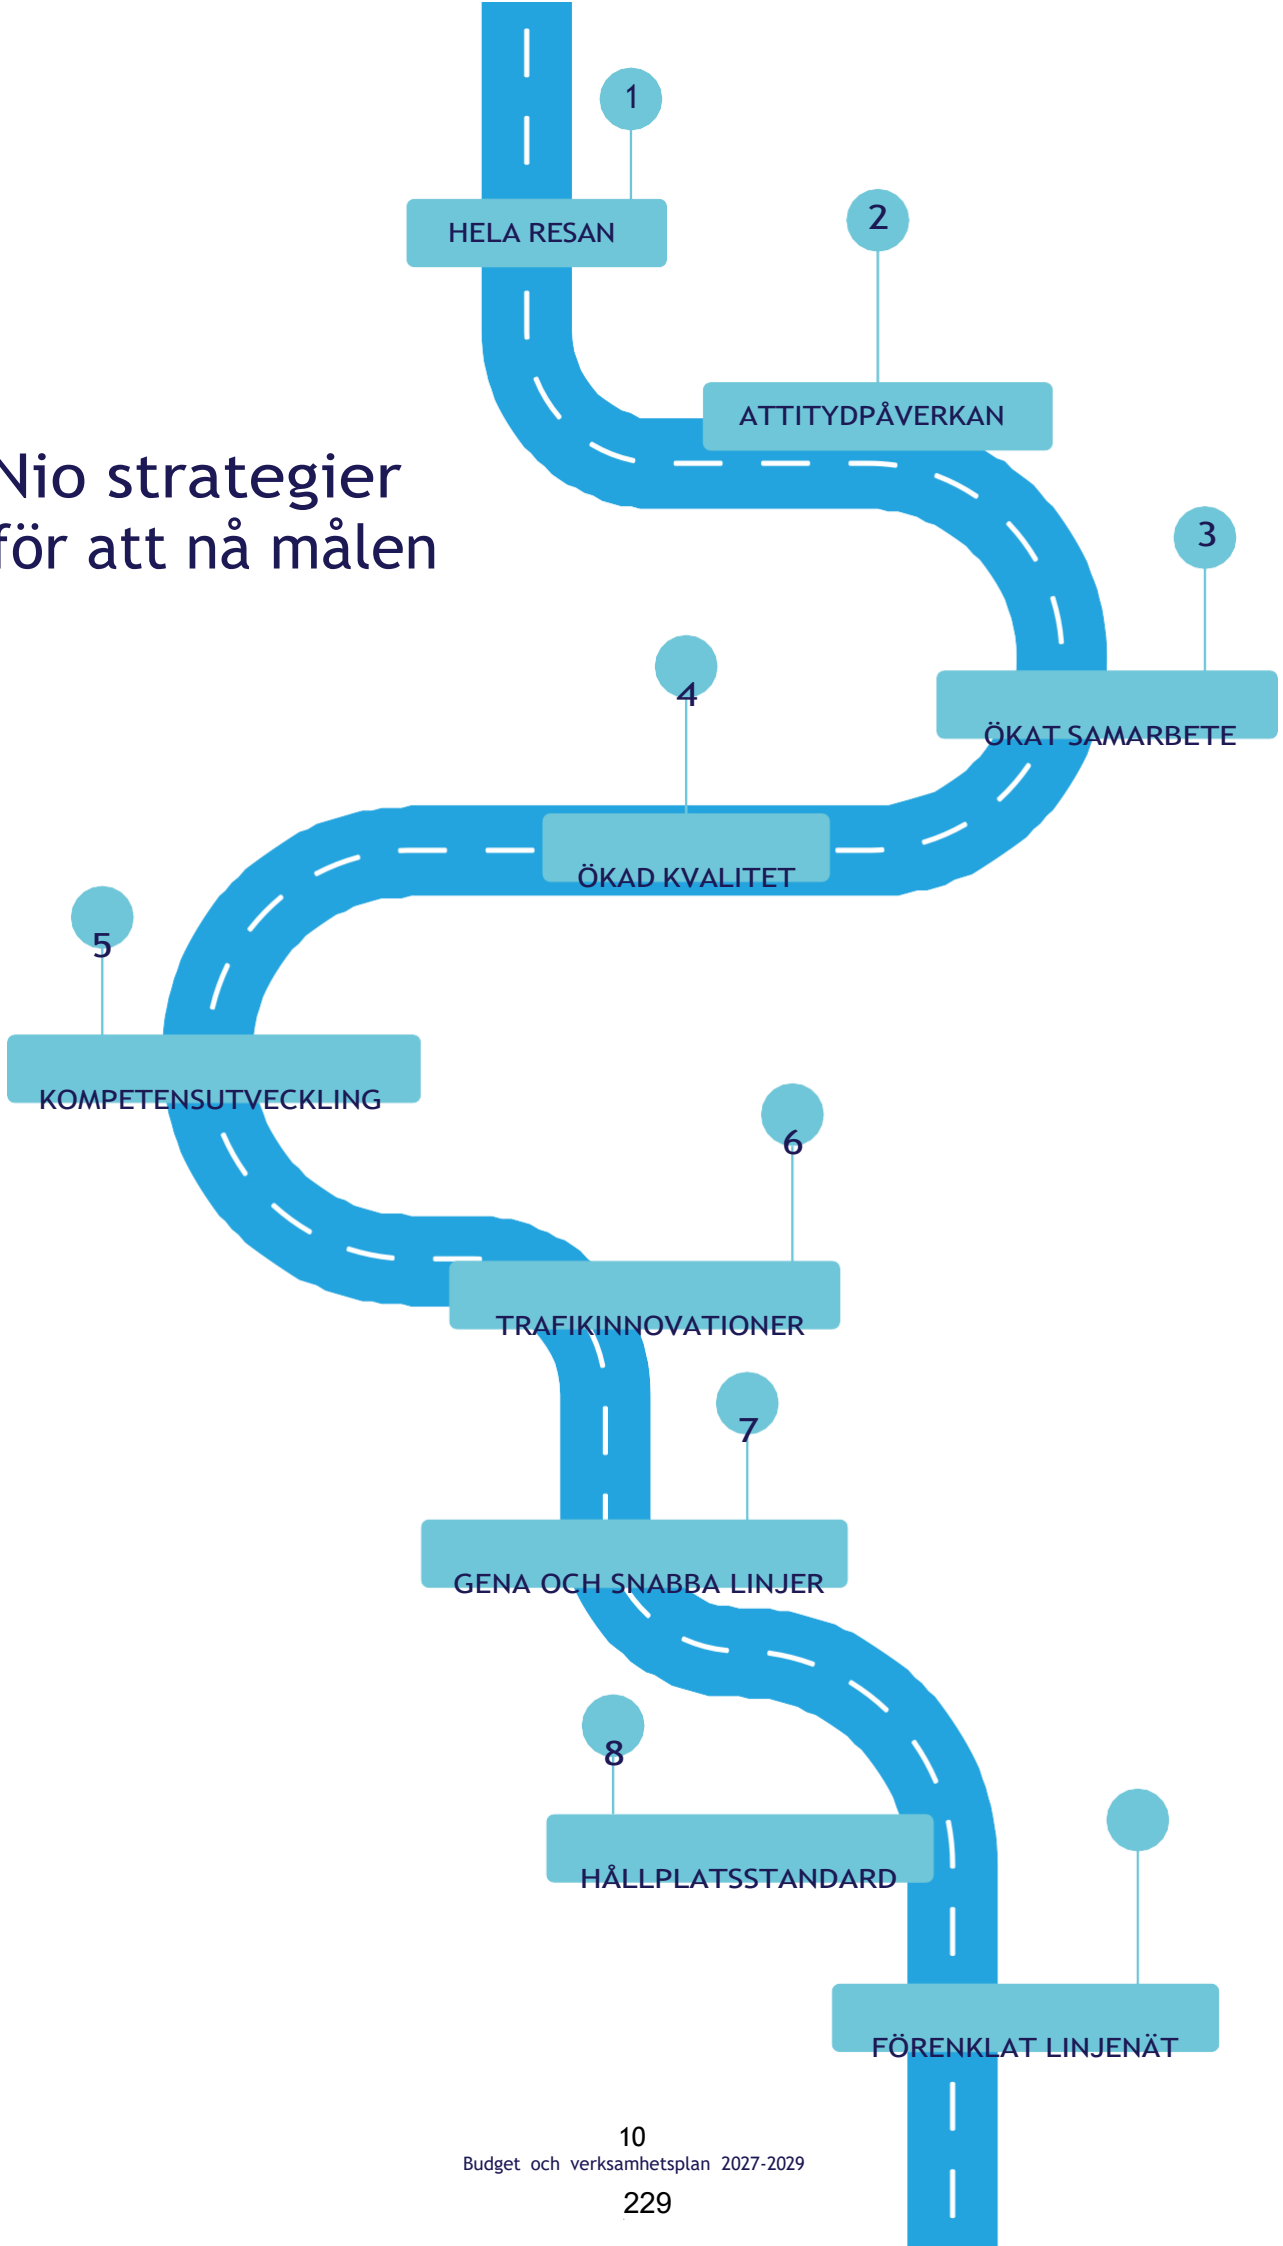 1
HELA RESAN
2
ATTITYDPÅVERKAN
Nio strategier
för att nå målen
3
ÖKAT SAMARBETE
4
ÖKAD KVALITET
5
KOMPETENSUTVECKLING
6
TRAFIKINNOVATIONER
7
GENA OCH SNABBA LINJER
8
HÅLLPLATSSTANDARD
FÖRENKLAT LINJENÄT
10
Budget och verksamhetsplan 2027-2029
229